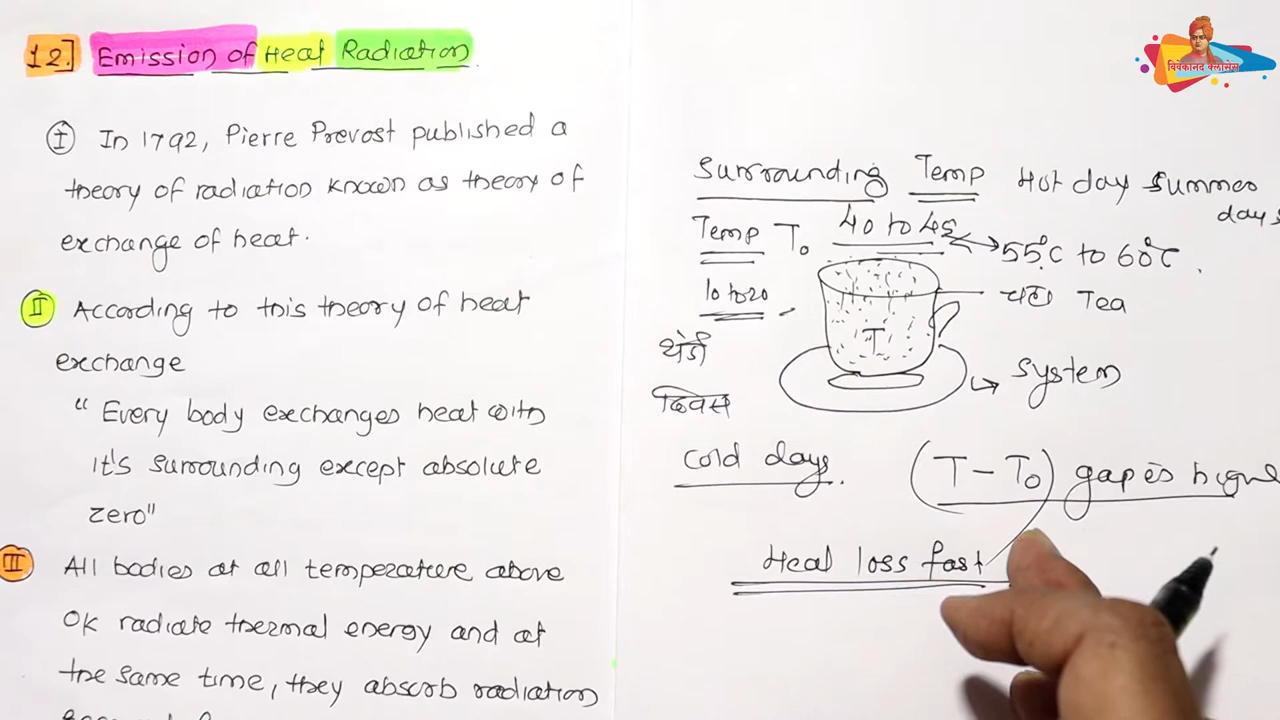 12.] Emission of Heat Radiation
I In 1792, Pierre Prevost published a
theory of radiation known as theory of
exchange of heat.
II According to this theory of heat
exchange
“ Every body exchanges heat with
it's surrounding except absolute
zero"
III All bodies at all temperature above
0K radiate thermal energy and at
the same time, they absorb radiation
विवेकानंद क्लासेस
Surrounding Temp Hot day Summer
days
Temp T₀ 40 to 45 55°C to 60°C.
10 to 20
चहा Tea
T
थंडी
दिवस
System
Cold days.
(T - T₀) gap is
Heat loss fast